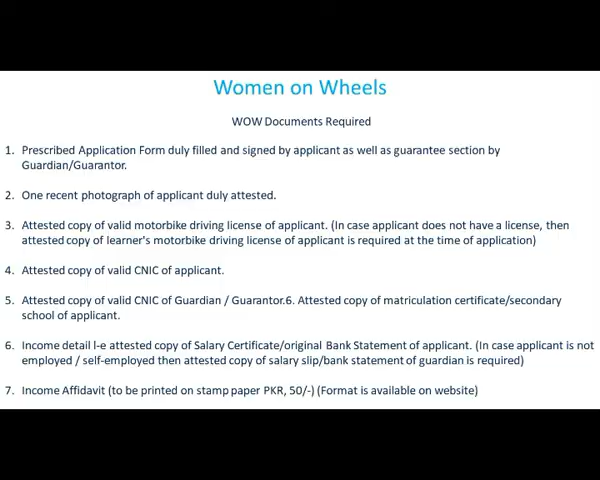 Women on Wheels
WOW Documents Required
1. Prescribed Application Form duly filled and signed by applicant as well as guarantee section by
Guardian/Guarantor.
2. One recent photograph of applicant duly attested.
3. Attested copy of valid motorbike driving license of applicant. (In case applicant does not have a license, then
attested copy of learner's motorbike driving license of applicant is required at the time of application)
4. Attested copy of valid CNIC of applicant.
5. Attested copy of valid CNIC of Guardian / Guarantor.6. Attested copy of matriculation certificate/secondary
school of applicant.
6. Income detail I-e attested copy of Salary Certificate/original Bank Statement of applicant. (In case applicant is not
employed / self-employed then attested copy of salary slip/bank statement of guardian is required)
7. Income Affidavit (to be printed on stamp paper PKR, 50/-) (Format is available on website)